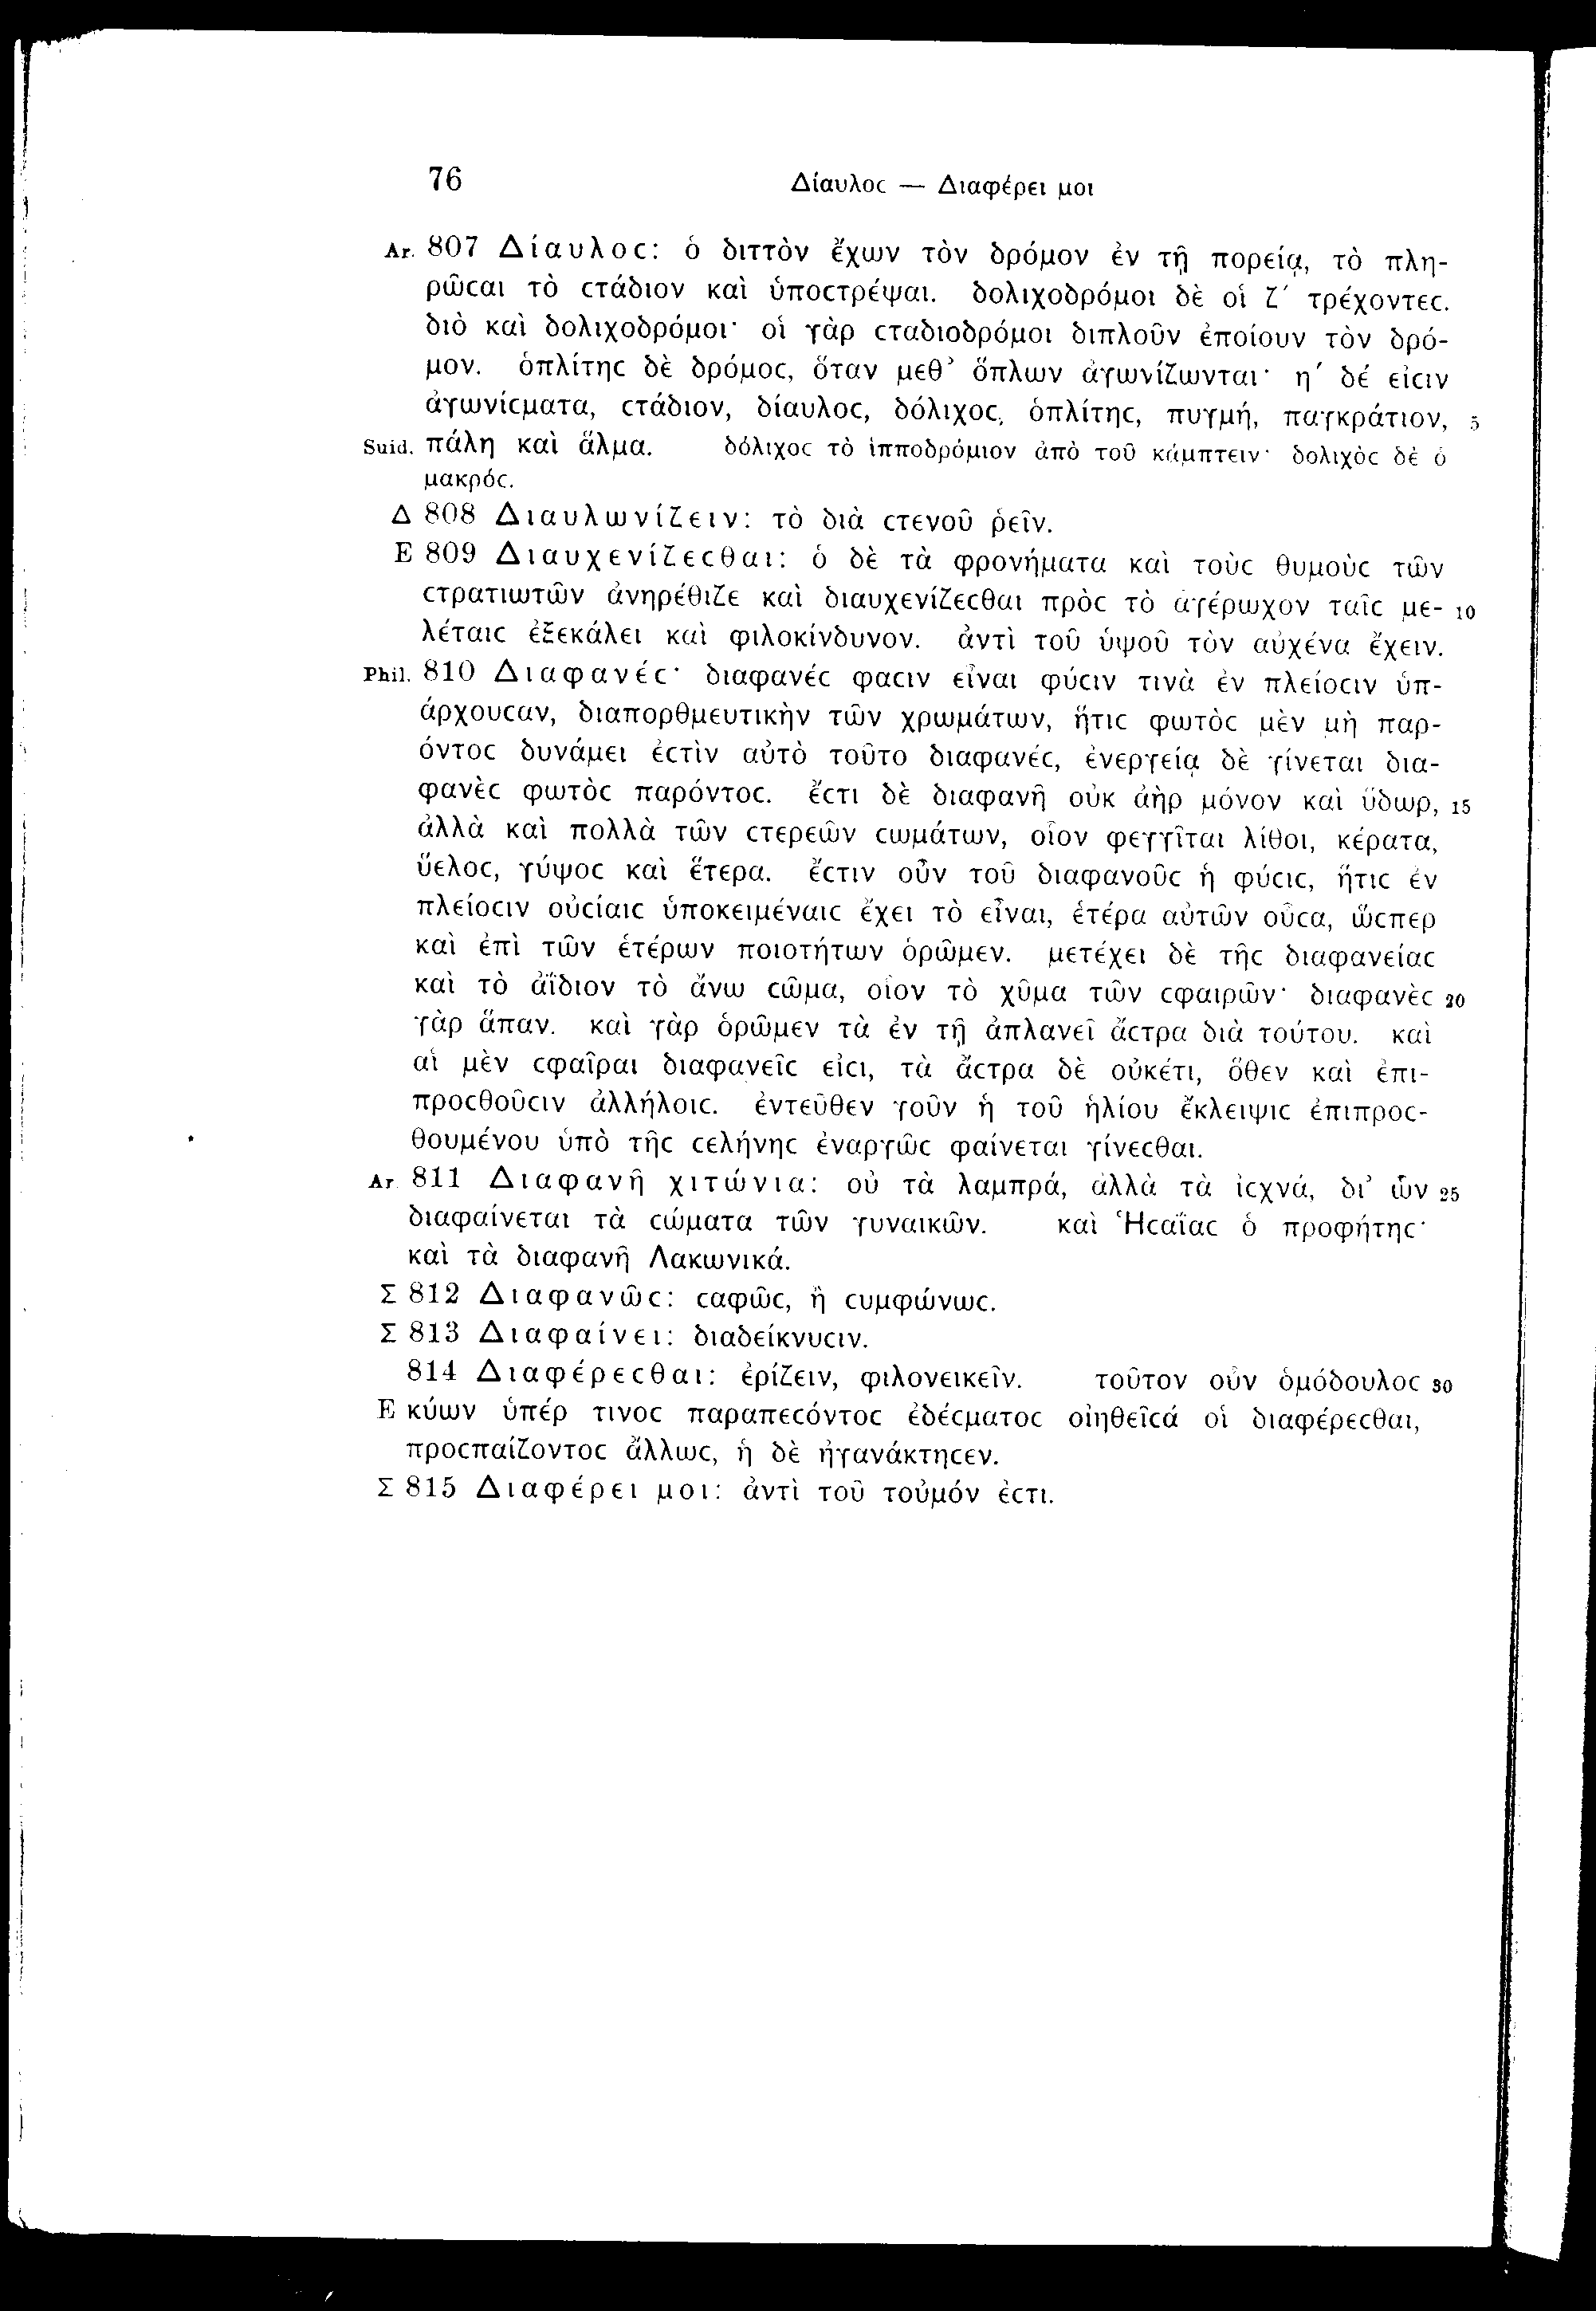 76 Δίαυλοϲ — Διαφέρει μοι
Ar. 807 Δίαυλοϲ: ὁ διττὸν ἔχων τὸν δρόμον ἐν τῇ πορείᾳ, τὸ πλη-
ρῶϲαι τὸ ϲτάδιον καὶ ὑποϲτρέψαι. δολιχοδρόμοι δὲ οἱ ζ΄ τρέχοντεϲ.
διὸ καὶ δολιχοδρόμοι· οἱ γὰρ ϲταδιοδρόμοι διπλοῦν ἐποίουν τὸν δρό-
μον. ὁπλίτηϲ δὲ δρόμοϲ, ὅταν μεθ’ ὅπλων ἀγωνίζωνται· η΄ δέ εἰϲιν
ἀγωνίϲματα, ϲτάδιον, δίαυλοϲ, δόλιχοϲ, ὁπλίτηϲ, πυγμή, παγκράτιον, 5
Suid. πάλη καὶ ἅλμα. δόλιχοϲ τὸ ἱπποδρόμιον ἀπὸ τοῦ κάμπτειν· δολιχὸϲ δὲ ὁ
μακρόϲ.
Δ 808 Διαυλωνίζειν: τὸ διὰ ϲτενοῦ ῥεῖν.
E 809 Διαυχενίζεϲθαι: ὁ δὲ τὰ φρονήματα καὶ τοὺϲ θυμοὺϲ τῶν
ϲτρατιωτῶν ἀνηρέθιζε καὶ διαυχενίζεϲθαι πρὸϲ τὸ ἀγέρωχον ταῖϲ με- 10
λέταιϲ ἐξεκάλει καὶ φιλοκίνδυνον. ἀντὶ τοῦ ὑψοῦ τὸν αὐχένα ἔχειν.
Phil. 810 Διαφανέϲ· διαφανέϲ φαϲιν εἶναι φύϲιν τινὰ ἐν πλείοϲιν ὑπ-
άρχουϲαν, διαπορθμευτικὴν τῶν χρωμάτων, ἥτιϲ φωτὸϲ μὲν μὴ παρ-
όντοϲ δυνάμει ἐϲτὶν αὐτὸ τοῦτο διαφανέϲ, ἐνεργείᾳ δὲ γίνεται δια-
φανὲϲ φωτὸϲ παρόντοϲ. ἔϲτι δὲ διαφανῆ οὐκ ἀὴρ μόνον καὶ ὕδωρ, 15
ἀλλὰ καὶ πολλὰ τῶν ϲτερεῶν ϲωμάτων, οἷον φεγγῖται λίθοι, κέρατα,
ὕελοϲ, γύψοϲ καὶ ἕτερα. ἔϲτιν οὖν τοῦ διαφανοῦϲ ἡ φύϲιϲ, ἥτιϲ ἐν
πλείοϲιν οὐϲίαιϲ ὑποκειμέναιϲ ἔχει τὸ εἶναι, ἑτέρα αὐτῶν οὖϲα, ὥϲπερ
καὶ ἐπὶ τῶν ἑτέρων ποιοτήτων ὁρῶμεν. μετέχει δὲ τῆϲ διαφανείαϲ
καὶ τὸ ἀΐδιον τὸ ἄνω ϲῶμα, οἷον τὸ χῦμα τῶν ϲφαιρῶν· διαφανὲϲ 20
γὰρ ἅπαν. καὶ γὰρ ὁρῶμεν τὰ ἐν τῇ ἀπλανεῖ ἄϲτρα διὰ τούτου. καὶ
αἱ μὲν ϲφαῖραι διαφανεῖϲ εἰϲι, τὰ ἄϲτρα δὲ οὐκέτι, ὅθεν καὶ ἐπι-
προϲθοῦϲιν ἀλλήλοιϲ. ἐντεῦθεν γοῦν ἡ τοῦ ἡλίου ἔκλειψιϲ ἐπιπροϲ-
θουμένου ὑπὸ τῆϲ ϲελήνηϲ ἐναργῶϲ φαίνεται γίνεϲθαι.
Ar. 811 Διαφανῆ χιτώνια: οὐ τὰ λαμπρά, ἀλλὰ τὰ ἰϲχνά, δι’ ὧν 25
διαφαίνεται τὰ ϲώματα τῶν γυναικῶν. καὶ Ἡϲαΐαϲ ὁ προφήτηϲ·
καὶ τὰ διαφανῆ Λακωνικά.
Σ 812 Διαφανῶϲ: ϲαφῶϲ, ἢ ϲυμφώνωϲ.
Σ 813 Διαφαίνει: διαδείκνυϲιν.
814 Διαφέρεϲθαι: ἐρίζειν, φιλονεικεῖν. τοῦτον οὖν ὁμόδουλοϲ 30
E κύων ὑπέρ τινοϲ παραπεϲόντοϲ ἐδέϲματοϲ οἰηθεῖϲά οἱ διαφέρεϲθαι,
προϲπαίζοντοϲ ἄλλωϲ, ἡ δὲ ἠγανάκτηϲεν.
Σ 815 Διαφέρει μοι: ἀντὶ τοῦ τοὐμόν ἐϲτι.